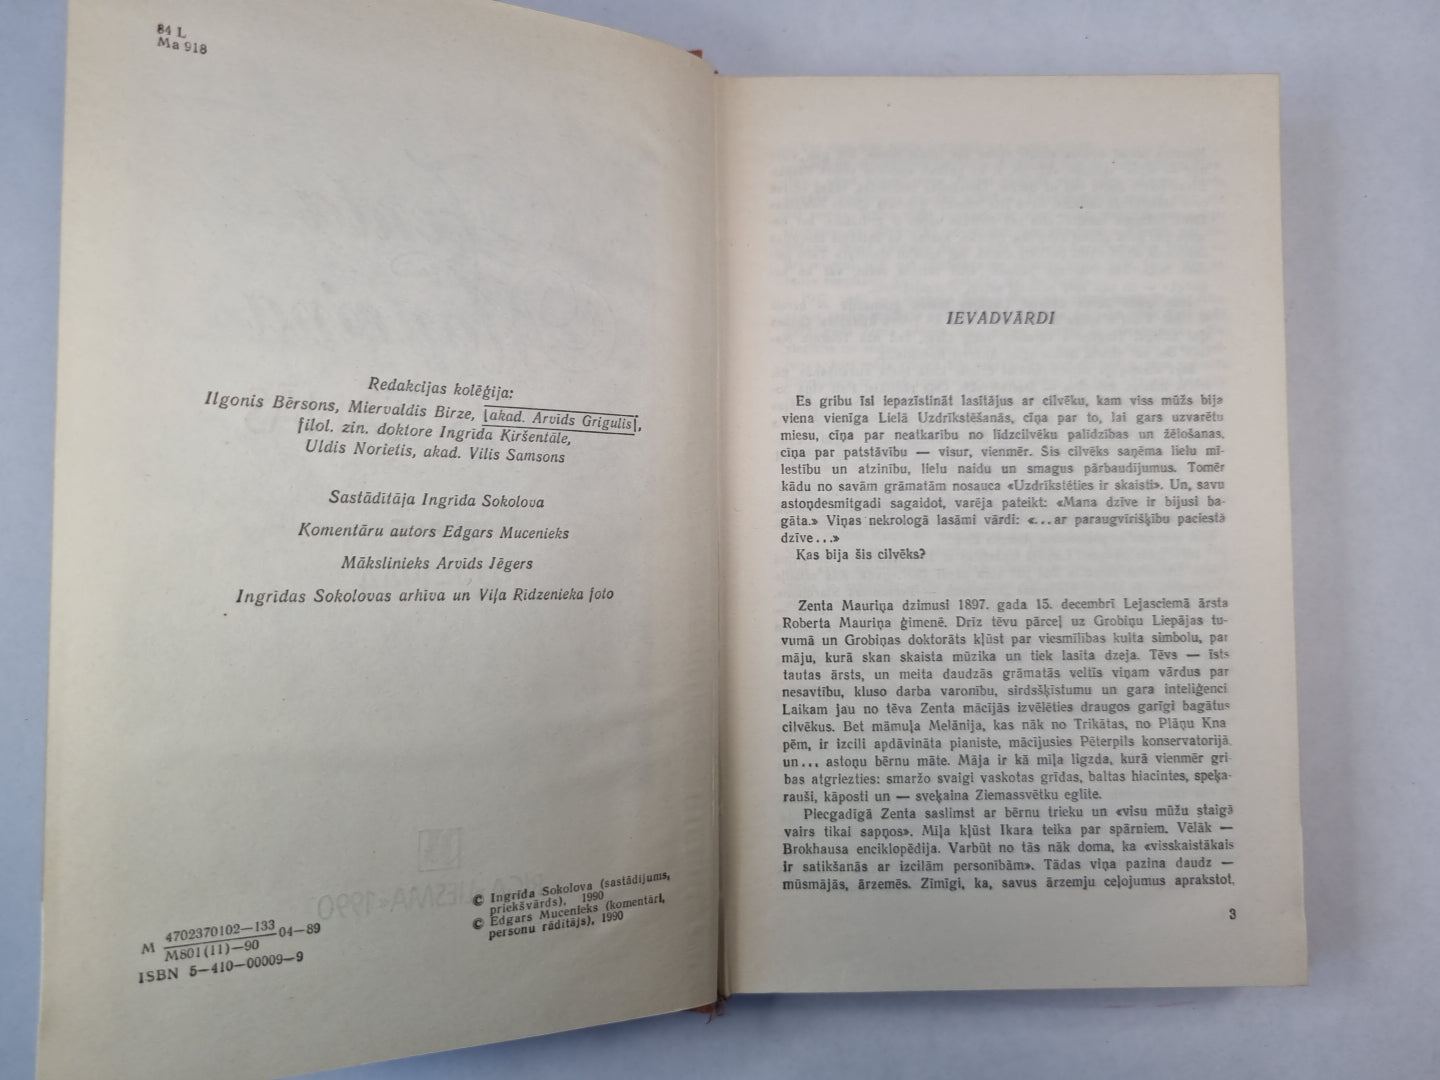 84 L
Ma 918
Redakcijas kolēģija:
Ilgonis Bērsons, Miervaldis Birze, [akad. Arvīds Grigulis],
filol. zin. doktore Ingrīda Kiršentāle,
Uldis Norietis, akad. Vilis Samsons
Sastādītāja Ingrīda Sokolova
Komentāru autors Edgars Mucenieks
Mākslinieks Arvīds Jēgers
Ingrīdas Sokolovas arhīva un Viļa Rīdzenieka foto
© Ingrīda Sokolova (sastādījums,
priekšvārds), 1990
© Edgars Mucenieks (komentāri,
personu rādītājs), 1990
M 4702370102—133
M801(11)—90
04—89
ISBN 5—410—00009—9
IEVADVĀRDI
Es gribu īsi iepazīstināt lasītājus ar cilvēku, kam viss mūžs bija
viena vienīga Lielā Uzdrīkstēšanās, cīņa par to, lai gars uzvarētu
miesu, cīņa par neatkarību no līdzcilvēku palīdzības un žēlošanas,
cīņa par patstāvību — visur, vienmēr. Šis cilvēks saņēma lielu mī-
lestību un atzinību, lielu naidu un smagus pārbaudījumus. Tomēr
kādu no savām grāmatām nosauca «Uzdrīkstēties ir skaisti». Un, savu
astoņdesmitgadi sagaidot, varēja pateikt: «Mana dzīve ir bijusi ba-
gāta.» Viņas nekrologā lasāmi vārdi: «...ar paraugvīrišķību paciestā
dzīve...»
Kas bija šis cilvēks?
Zenta Mauriņa dzimusi 1897. gada 15. decembrī Lejasciemā ārsta
Roberta Mauriņa ģimenē. Drīz tēvu pārceļ uz Grobiņu Liepājas tu-
vumā un Grobiņas doktorāts kļūst par viesmīlības kulta simbolu, par
māju, kurā skan skaista mūzika un tiek lasīta dzeja. Tēvs — īsts
tautas ārsts, un meita daudzās grāmatās veltīs viņam vārdus par
nesavtību, kluso darba varonību, sirdsšķīstumu un gara inteliģenci
Laikam jau no tēva Zenta mācījās izvēlēties draugos garīgi bagātus
cilvēkus. Bet māmuļa Melānija, kas nāk no Trikātas, no Plāņu Kna
pēm, ir izcili apdāvināta pianiste, mācījusies Pēterpils konservatorijā
un... astoņu bērnu māte. Māja ir kā mīļa ligzda, kurā vienmēr gri
bas atgriezties: smaržo svaigi vaskotas grīdas, baltas hiacintes, speķa-
rauši, kāposti un — sveķaina Ziemassvētku eglīte.
Piecgadīgā Zenta saslimst ar bērnu trieku un «visu mūžu staigā
vairs tikai sapņos». Mīļa kļūst Ikara teika par spārniem. Vēlāk —
Brokhausa enciklopēdija. Varbūt no tās nāk doma, ka «visskaistākais
ir satikšanās ar izcilām personībām». Tādas viņa pazina daudz —
mūsmājās, ārzemēs. Zīmīgi, ka, savus ārzemju ceļojumus aprakstot,
3